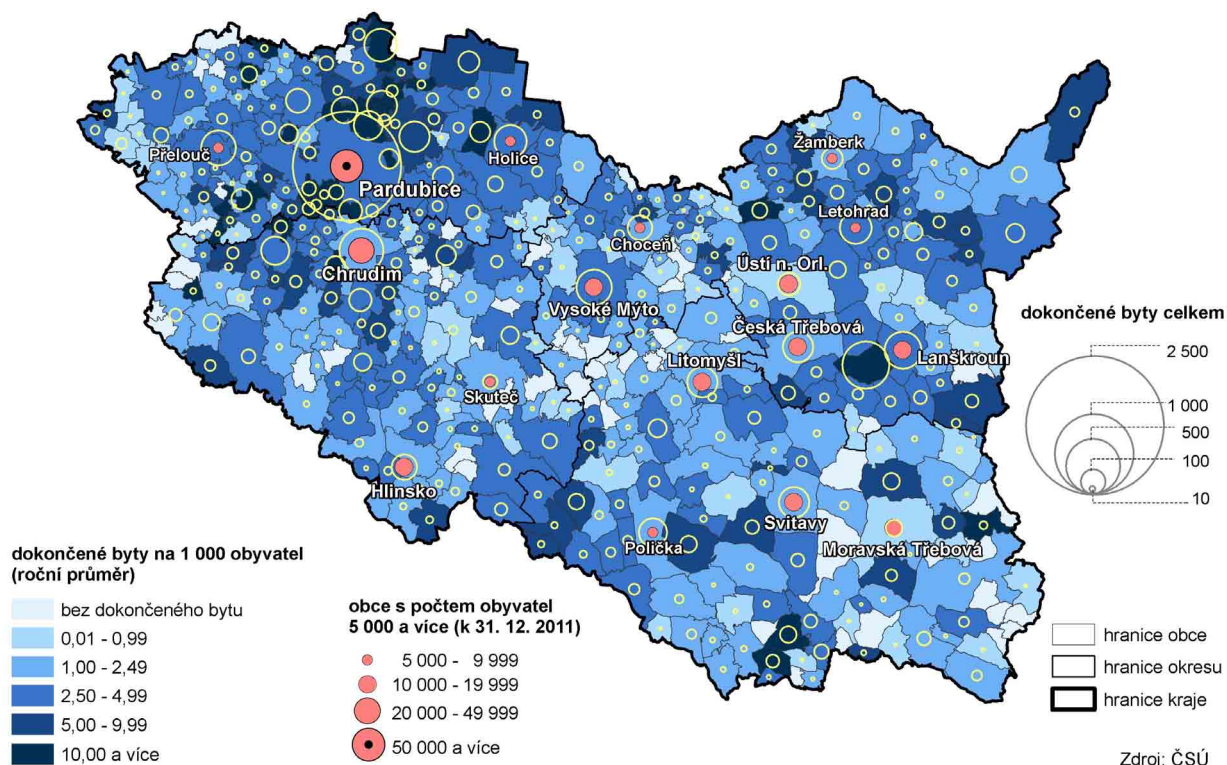 Přelouč
Pardubice
Holice
Žamberk
Letohrad
Choceň
Chrudim
Ústí n. Orl.
Vysoké Mýto
Česká Třebová
Litomyšl
Lanškroun
Skuteč
Hlinsko
Svitavy
Polička
Moravská Třebová
dokončené byty celkem
2 500
1 000
500
100
10
dokončené byty na 1 000 obyvatel
(roční průměr)
bez dokončeného bytu
0,01 - 0,99
1,00 - 2,49
2,50 - 4,99
5,00 - 9,99
10,00 a více
obce s počtem obyvatel
5 000 a více (k 31. 12. 2011)
5 000 - 9 999
10 000 - 19 999
20 000 - 49 999
50 000 a více
hranice obce
hranice okresu
hranice kraje
Zdroj: ČSÚ